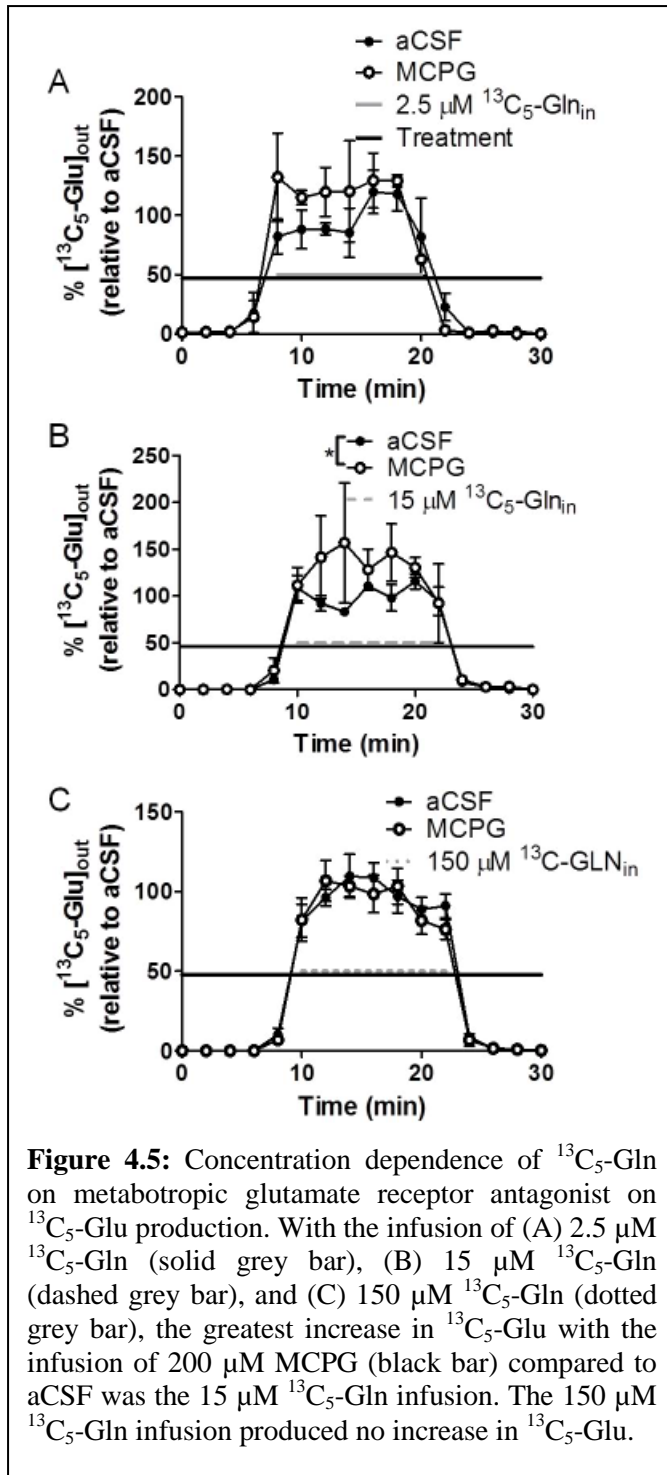 A
aCSF
MCPG
2.5 µM ¹³C₅-Glnᵢₙ
Treatment
% [¹³C₅-Glu]ₒᵤₜ
(relative to aCSF)
200
150
100
50
0
0 10 20 30
Time (min)
B
*
aCSF
MCPG
15 µM ¹³C₅-Glnᵢₙ
% [¹³C₅-Glu]ₒᵤₜ
(relative to aCSF)
250
200
150
100
50
0
0 10 20 30
Time (min)
C
aCSF
MCPG
150 µM ¹³C-GLNᵢₙ
% [¹³C₅-Glu]ₒᵤₜ
(relative to aCSF)
150
100
50
0
0 10 20 30
Time (min)
Figure 4.5: Concentration dependence of ¹³C₅-Gln
on metabotropic glutamate receptor antagonist on
¹³C₅-Glu production. With the infusion of (A) 2.5 µM
¹³C₅-Gln (solid grey bar), (B) 15 µM ¹³C₅-Gln
(dashed grey bar), and (C) 150 µM ¹³C₅-Gln (dotted
grey bar), the greatest increase in ¹³C₅-Glu with the
infusion of 200 µM MCPG (black bar) compared to
aCSF was the 15 µM ¹³C₅-Gln infusion. The 150 µM
¹³C₅-Gln infusion produced no increase in ¹³C₅-Glu.